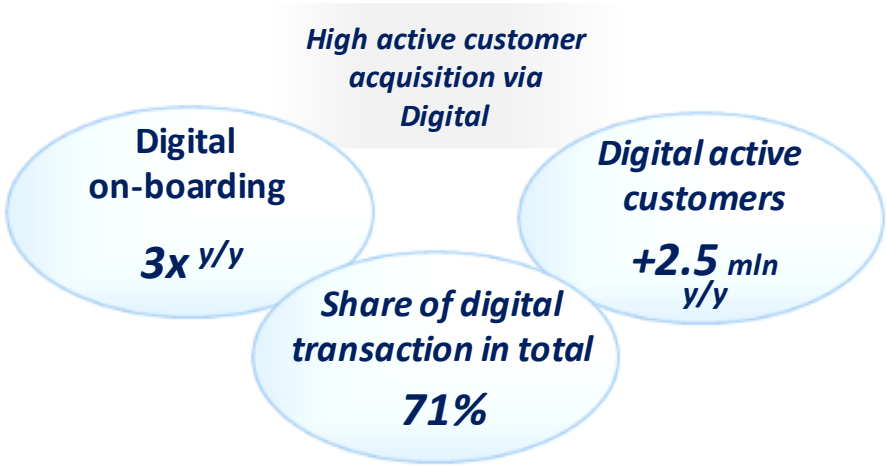 High active customer
acquisition via
Digital
Digital
on-boarding
3x y/y
Digital active
customers
+2.5 mln
y/y
Share of digital
transaction in total
71%